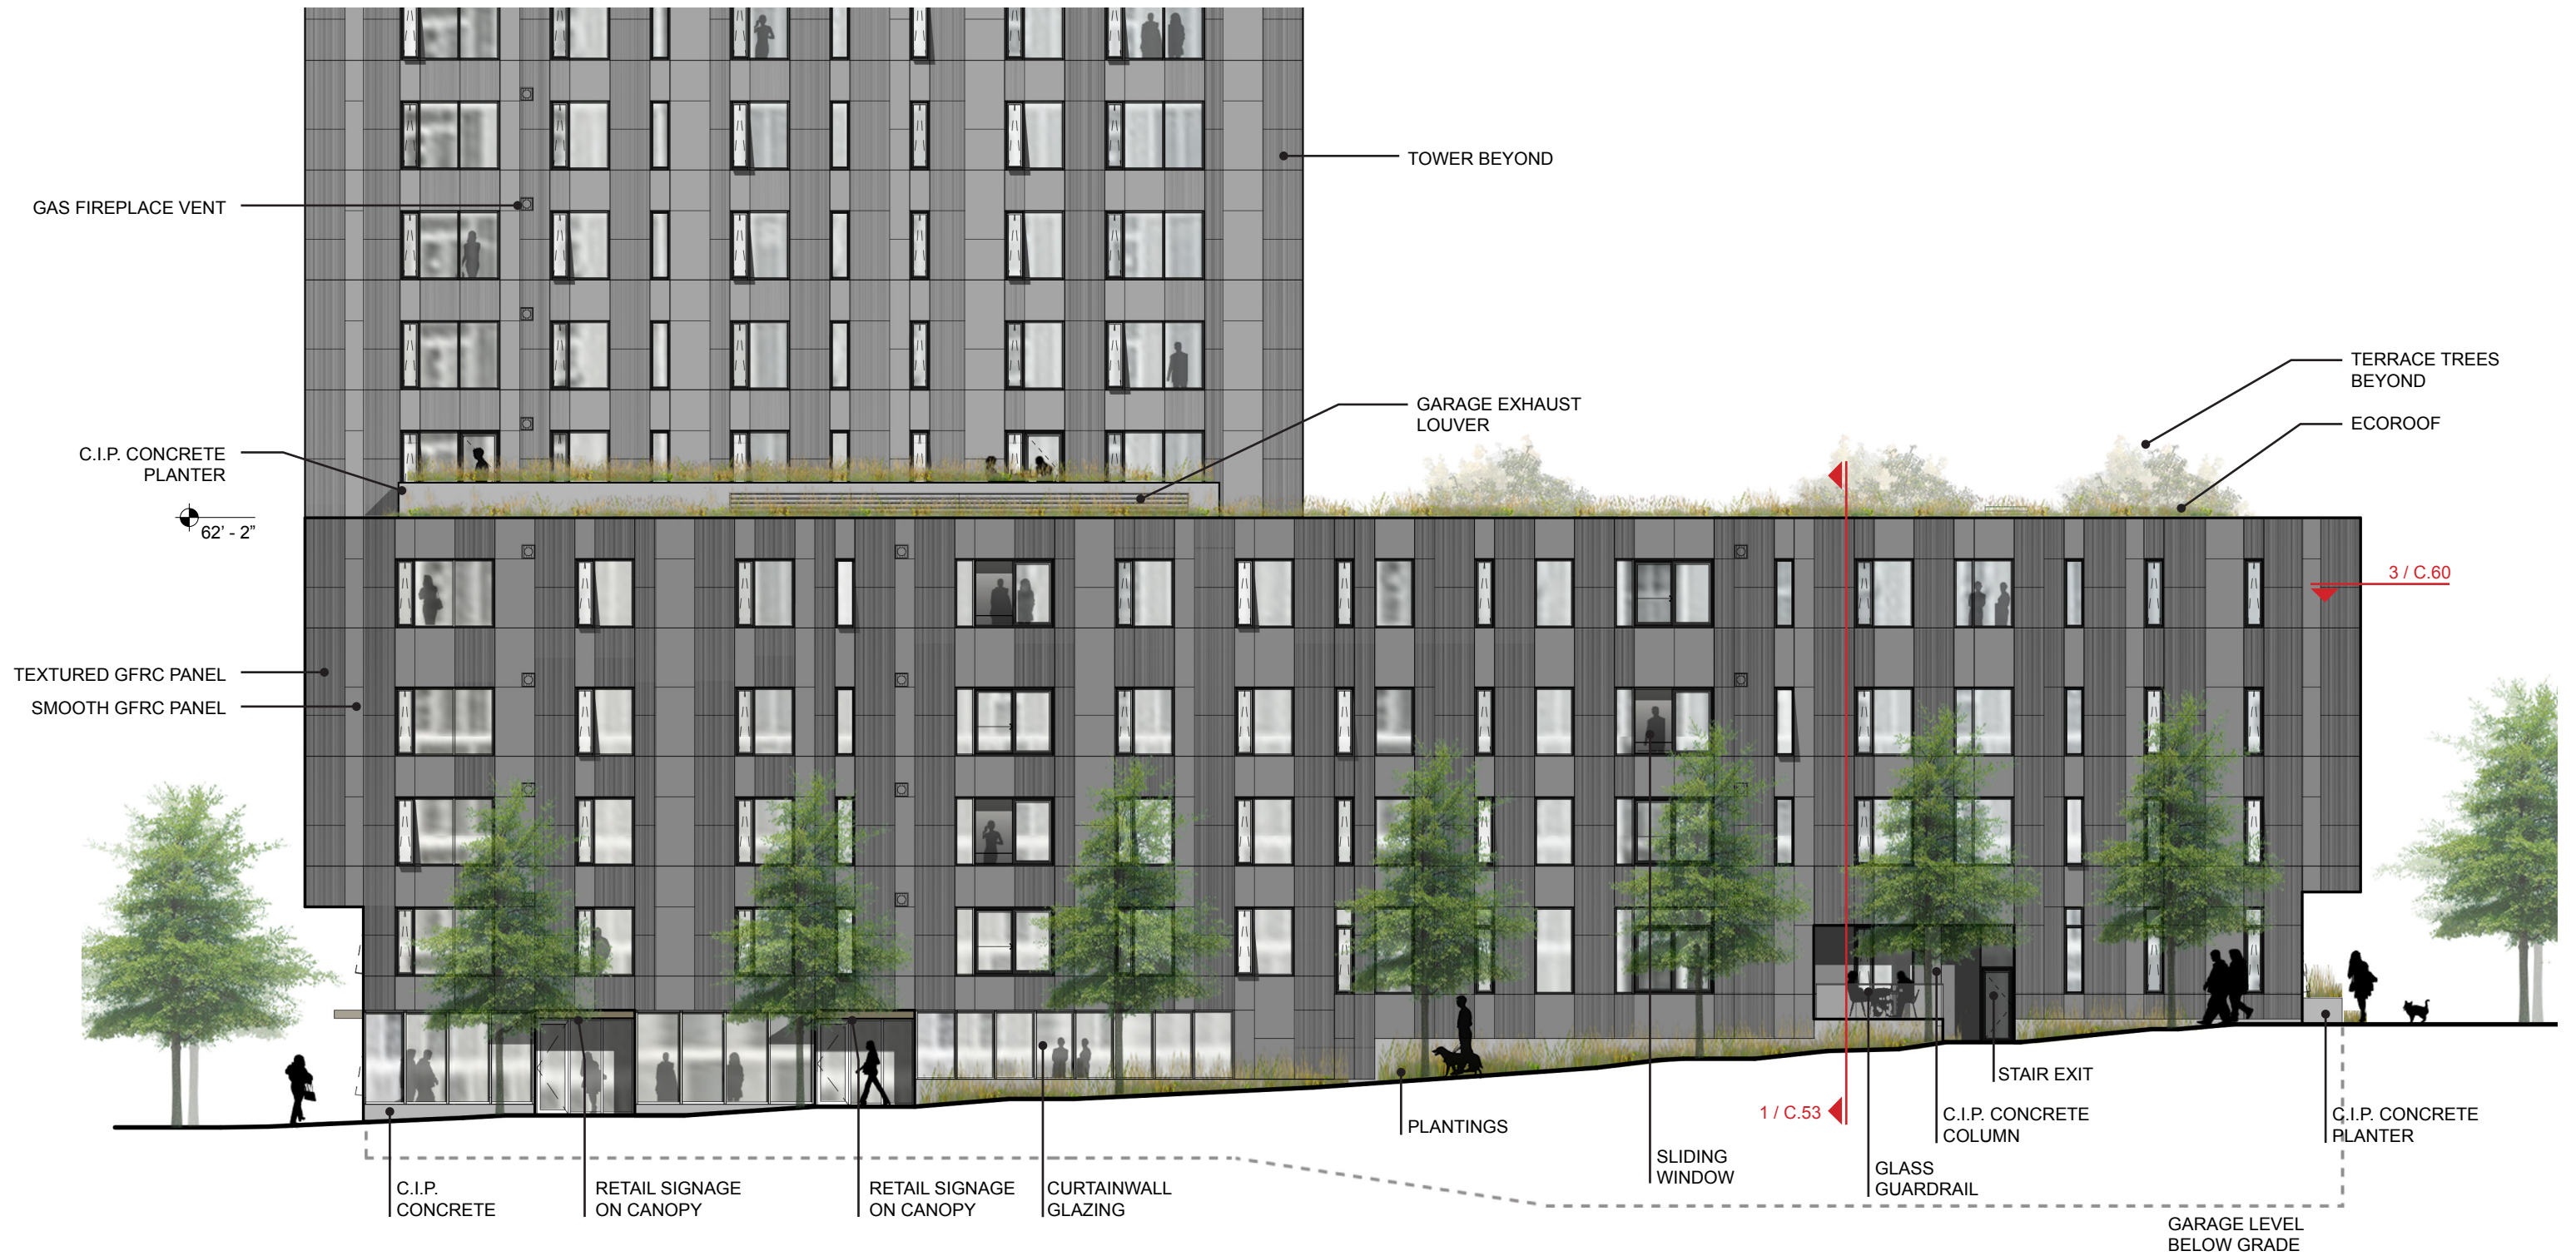 TOWER BEYOND
GAS FIREPLACE VENT
TERRACE TREES
BEYOND
GARAGE EXHAUST
LOUVER
ECOROOF
C.I.P. CONCRETE
PLANTER
62' - 2"
3 / C.60
TEXTURED GFRC PANEL
SMOOTH GFRC PANEL
STAIR EXIT
1 / C.53
C.I.P. CONCRETE
COLUMN
C.I.P. CONCRETE
PLANTER
PLANTINGS
SLIDING
WINDOW
GLASS
GUARDRAIL
C.I.P.
CONCRETE
RETAIL SIGNAGE
ON CANOPY
RETAIL SIGNAGE
ON CANOPY
CURTAINWALL
GLAZING
GARAGE LEVEL
BELOW GRADE